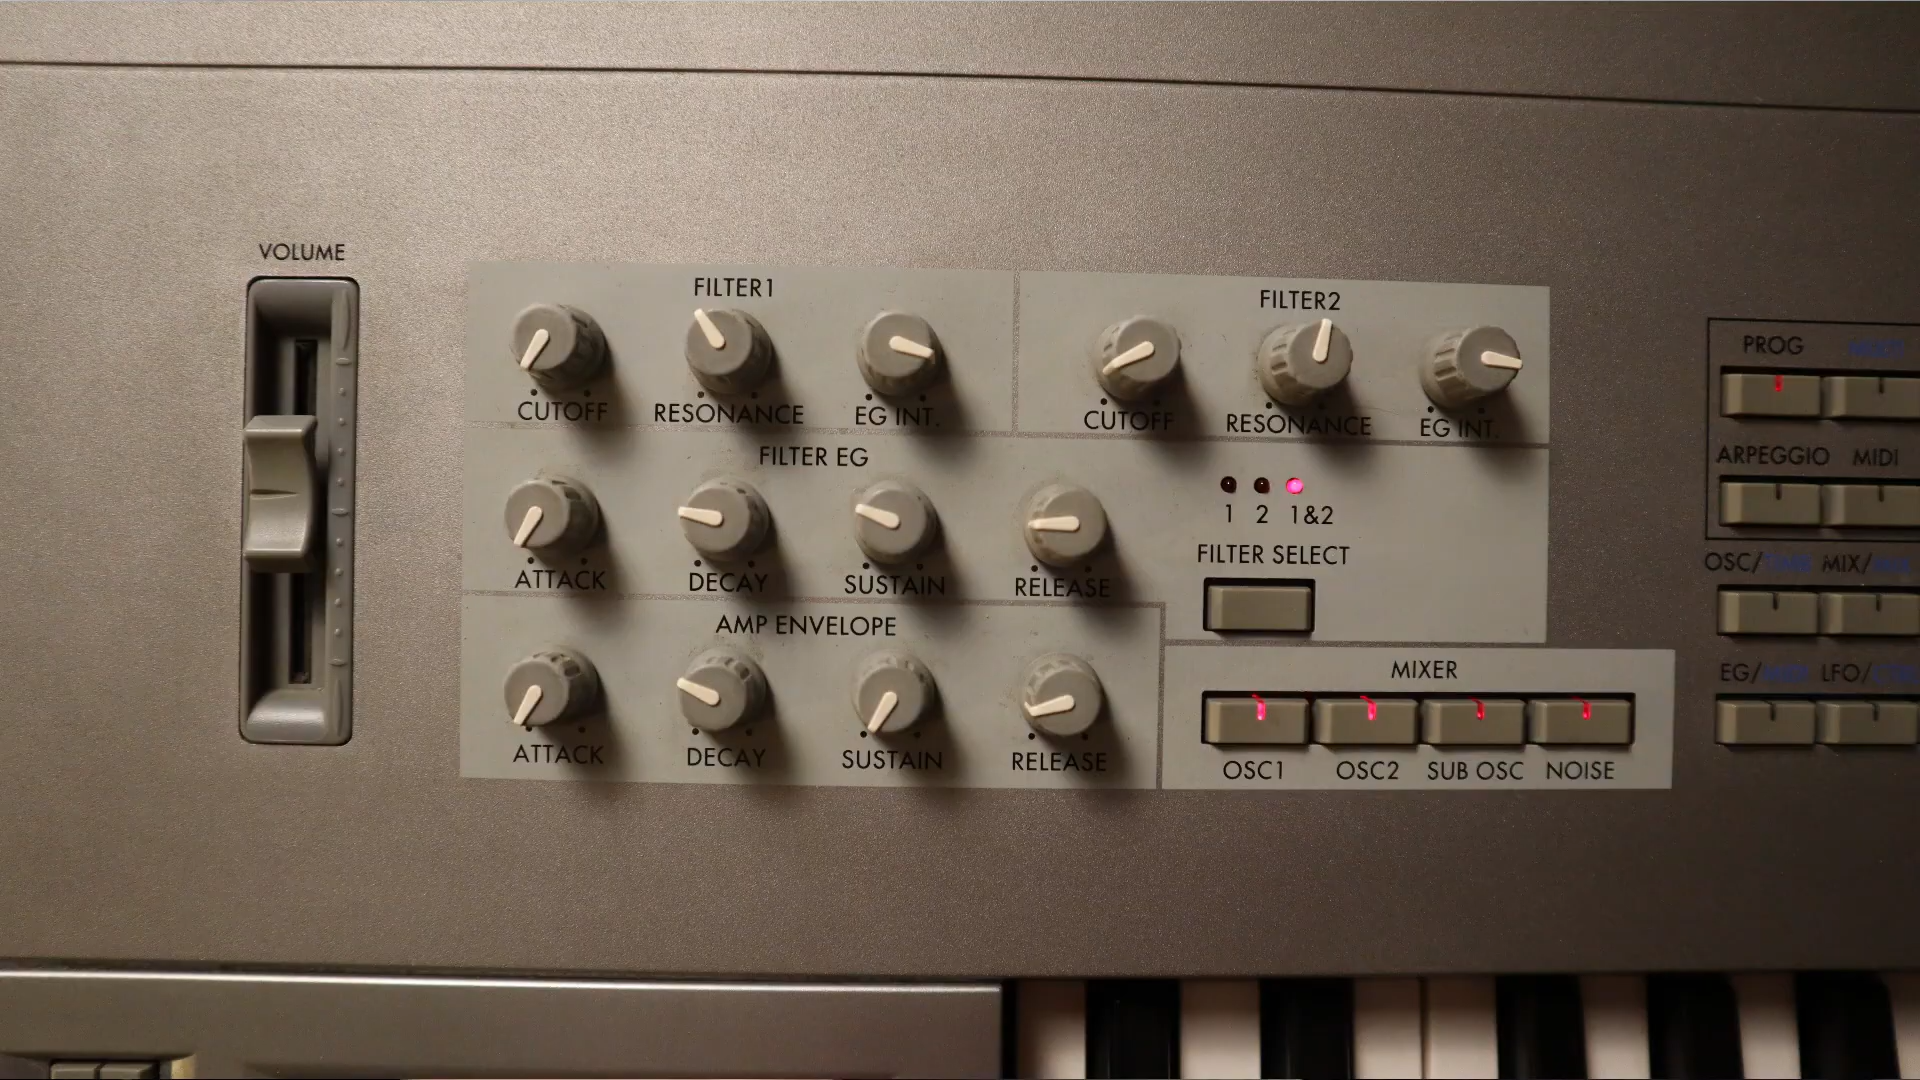 VOLUME
FILTER1
CUTOFF RESONANCE EG INT.
FILTER2
CUTOFF RESONANCE EG INT.
FILTER EG
ATTACK DECAY SUSTAIN RELEASE
1 2 1&2
FILTER SELECT
AMP ENVELOPE
ATTACK DECAY SUSTAIN RELEASE
MIXER
OSC1 OSC2 SUB OSC NOISE
PROG
ARPEGGIO MIDI
OSC/ MIX/
EG/ LFO/